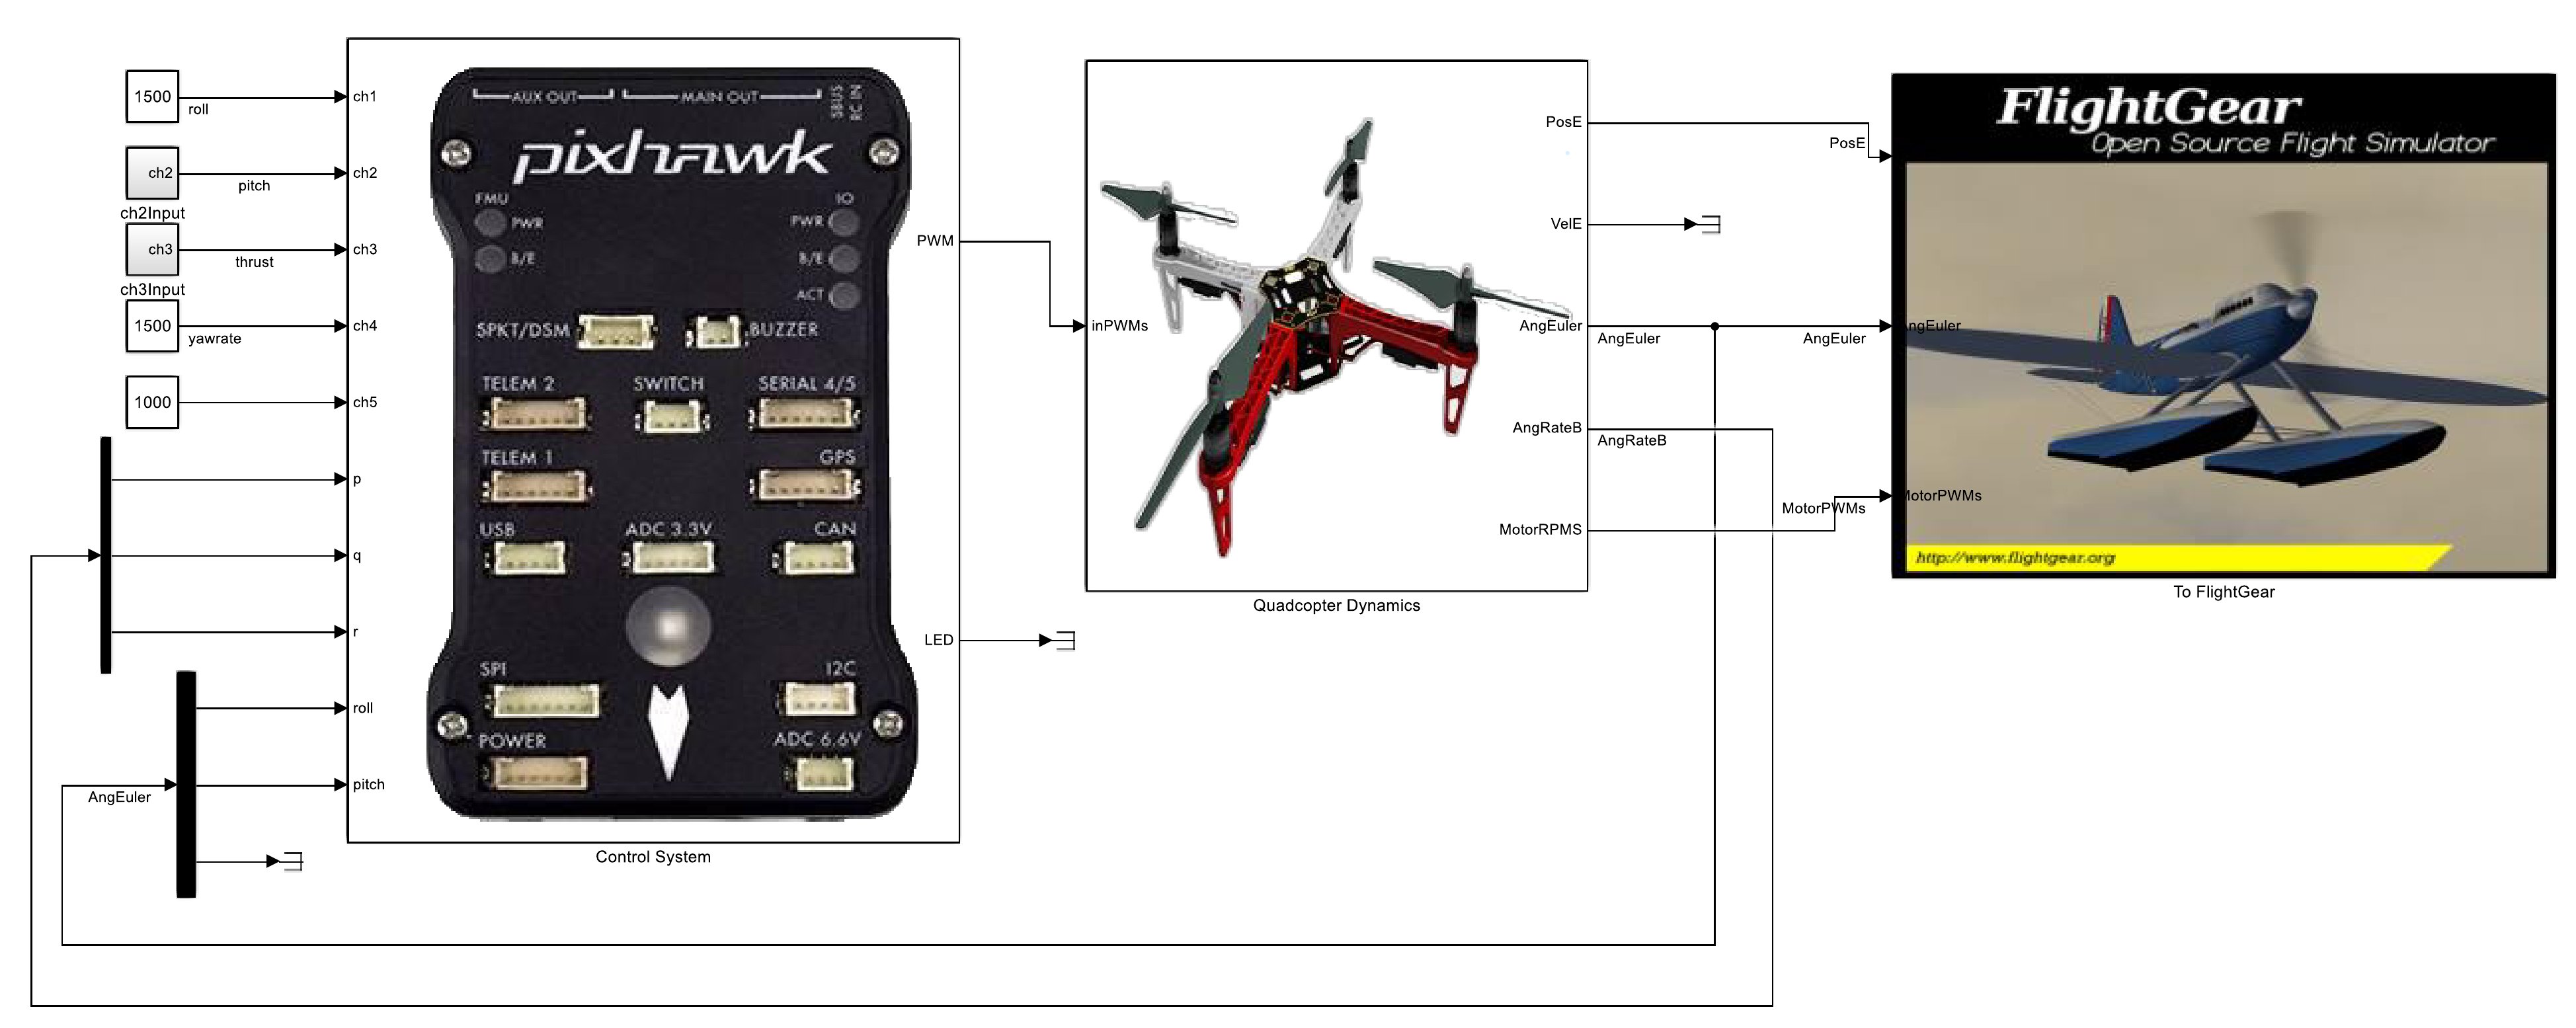 1500
roll
ch1
ch2
pitch
ch2
ch2Input
ch3
thrust
ch3
ch3Input
1500
yawrate
ch4
1000
ch5
p
q
r
roll
AngEuler
pitch
AUX OUT
MAIN OUT
SBUS
RC IN
pixhawk
FMU
IO
PWR
PWR
B/E
B/E
ACT
SPKT/DSM
BUZZER
TELEM 2
SWITCH
SERIAL 4/5
TELEM 1
GPS
USB
ADC 3.3V
CAN
SPI
I2C
POWER
ADC 6.6V
PWM
LED
Control System
inPWMs
PosE
VelE
AngEuler
AngRateB
MotorRPMS
Quadcopter Dynamics
AngEuler
AngRateB
PosE
AngEuler
MotorPWMs
FlightGear
Open Source Flight Simulator
AngEuler
MotorPWMs
http://www.flightgear.org
To FlightGear